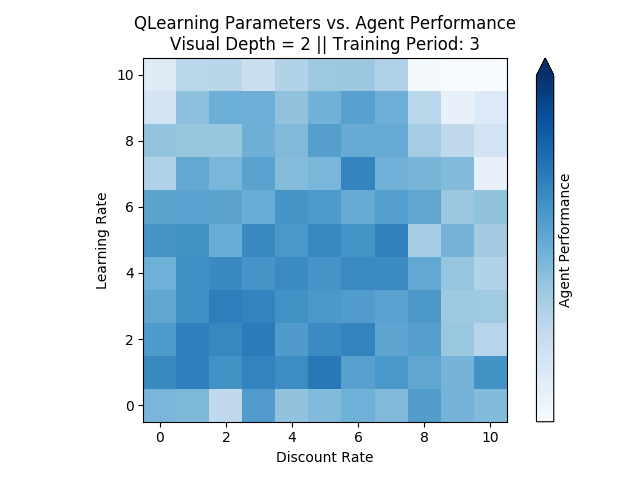 QLearning Parameters vs. Agent Performance
Visual Depth = 2 || Training Period: 3
10
8
6
4
2
0
Learning Rate
0 2 4 6 8 10
Discount Rate
Agent Performance